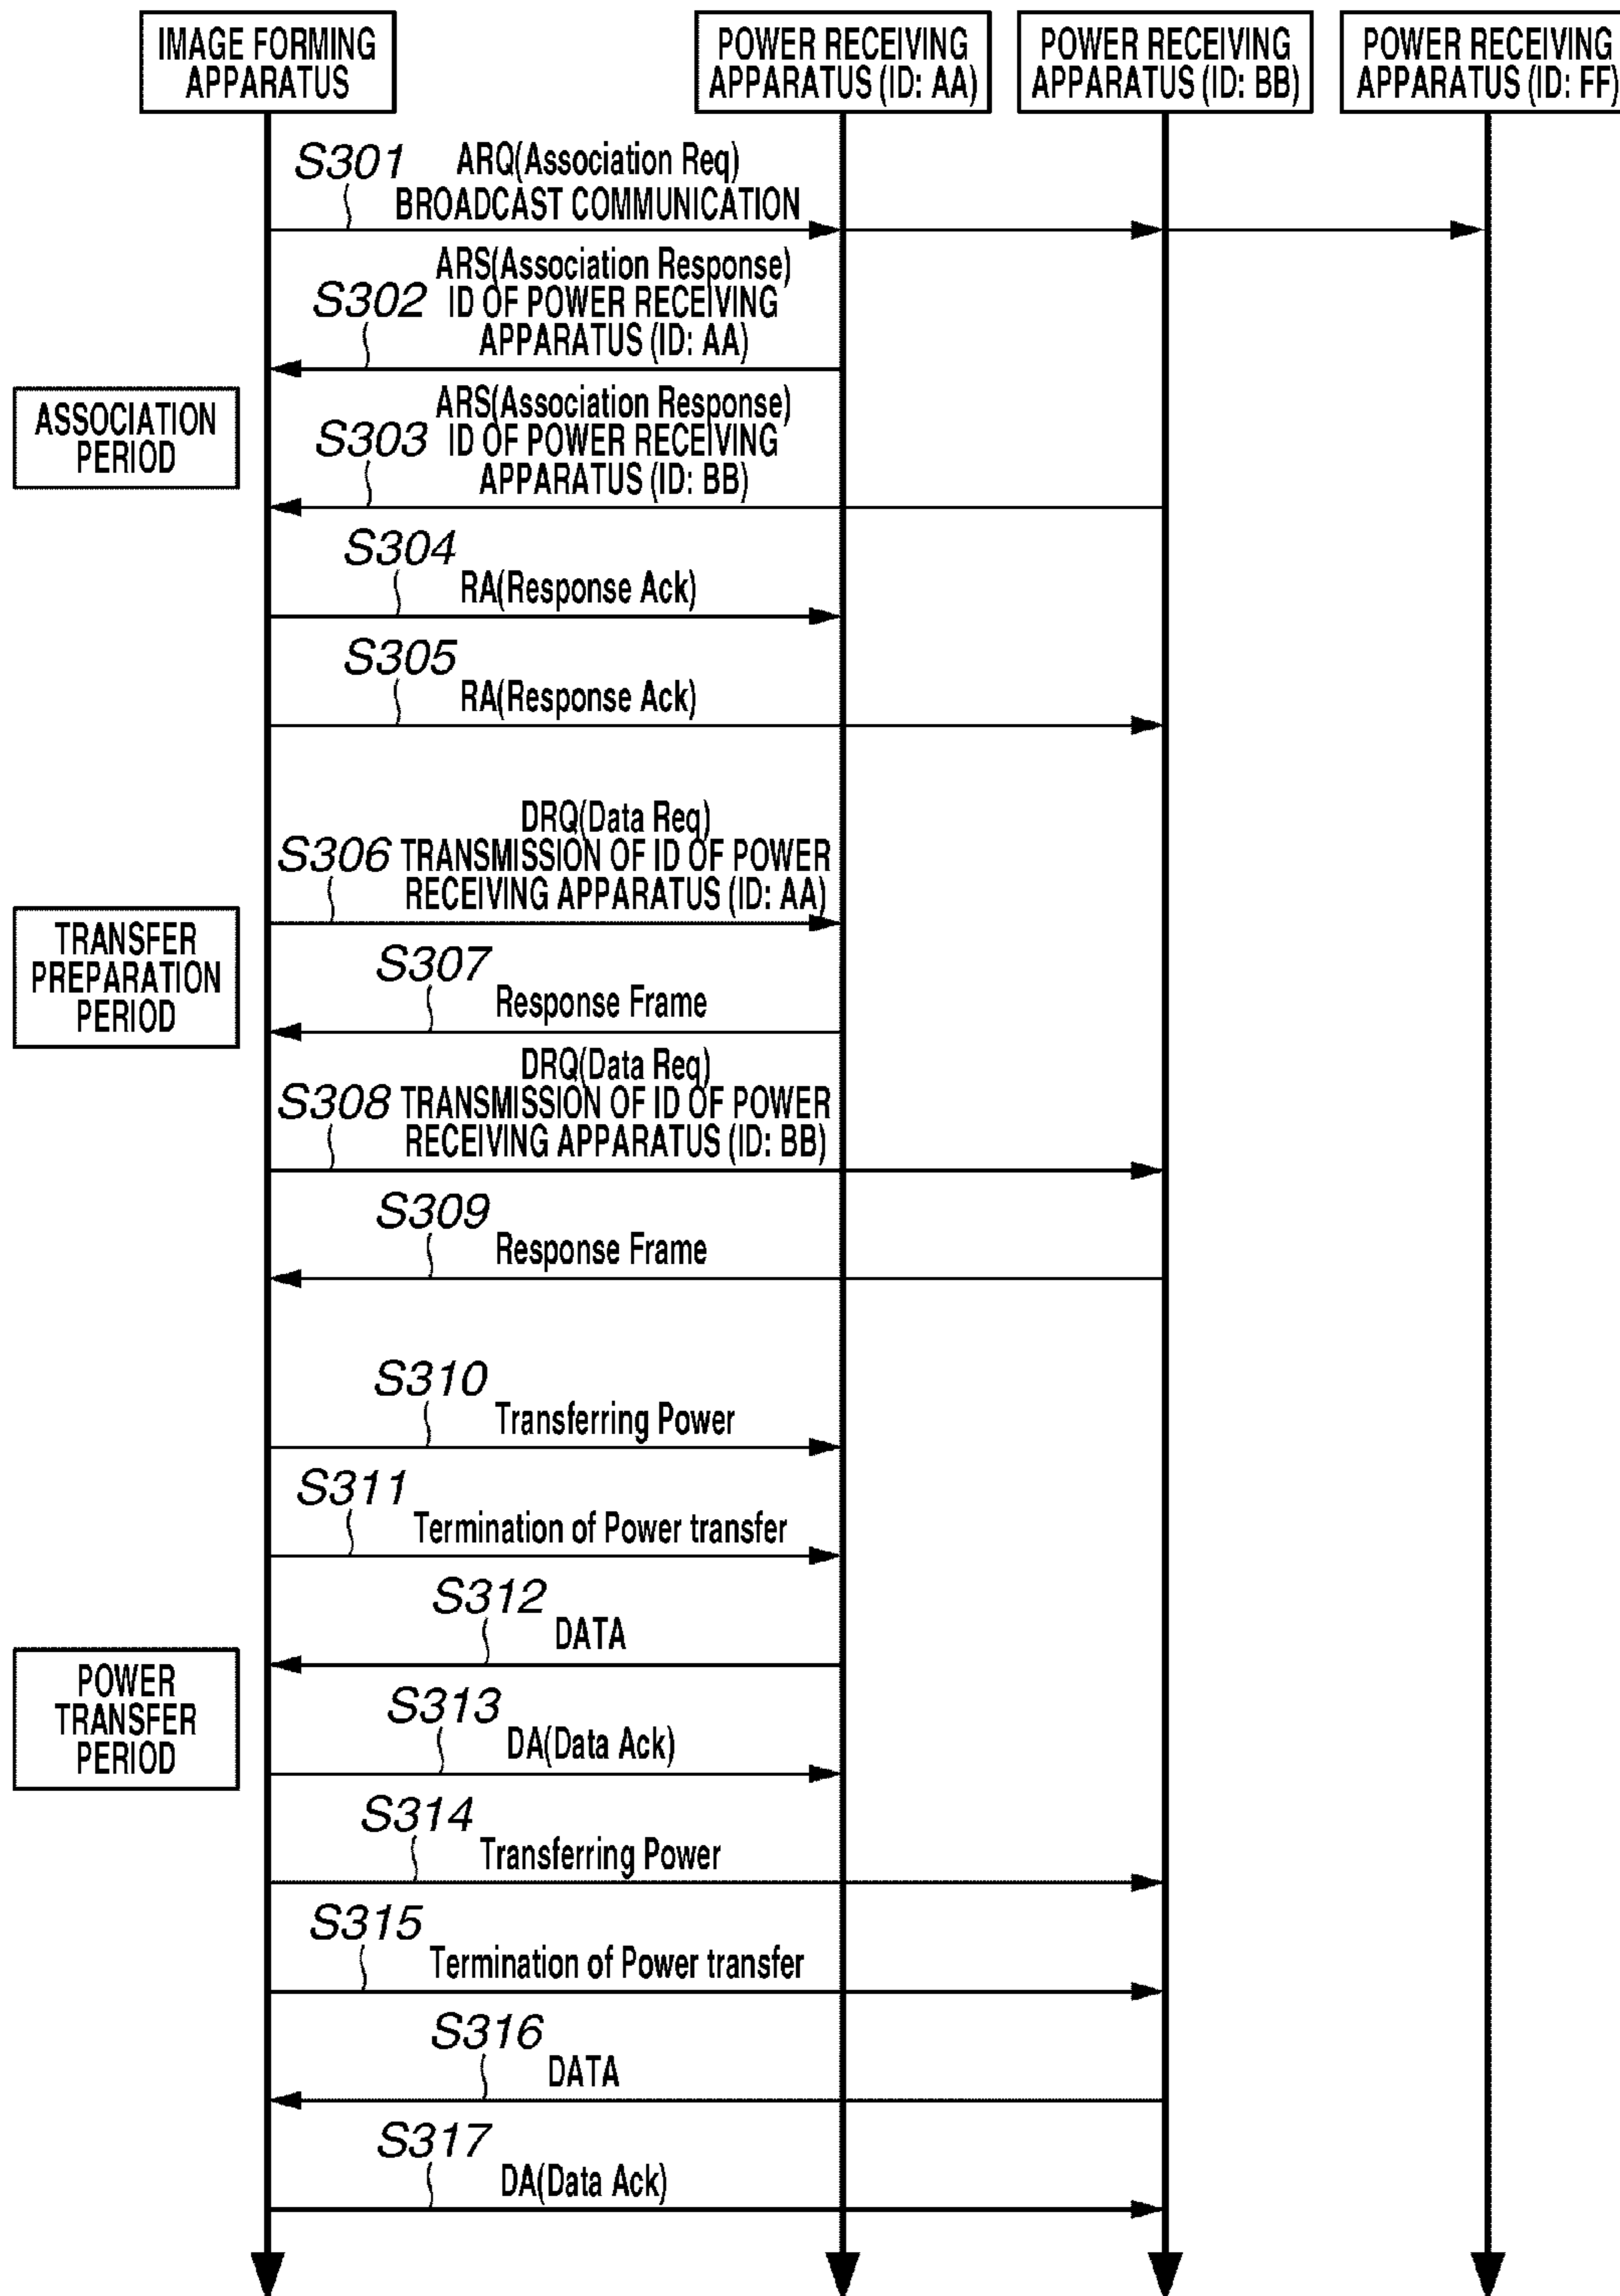 IMAGE FORMING
APPARATUS
POWER RECEIVING
APPARATUS (ID: AA)
POWER RECEIVING
APPARATUS (ID: BB)
POWER RECEIVING
APPARATUS (ID: FF)
S301
ARQ(Association Req)
BROADCAST COMMUNICATION
S302
ARS(Association Response)
ID OF POWER RECEIVING
APPARATUS (ID: AA)
ASSOCIATION
PERIOD
S303
ARS(Association Response)
ID OF POWER RECEIVING
APPARATUS (ID: BB)
S304
RA(Response Ack)
S305
RA(Response Ack)
S306
DRQ(Data Req)
TRANSMISSION OF ID OF POWER
RECEIVING APPARATUS (ID: AA)
TRANSFER
PREPARATION
PERIOD
S307
Response Frame
S308
DRQ(Data Req)
TRANSMISSION OF ID OF POWER
RECEIVING APPARATUS (ID: BB)
S309
Response Frame
S310
Transferring Power
S311
Termination of Power transfer
S312
DATA
POWER
TRANSFER
PERIOD
S313
DA(Data Ack)
S314
Transferring Power
S315
Termination of Power transfer
S316
DATA
S317
DA(Data Ack)